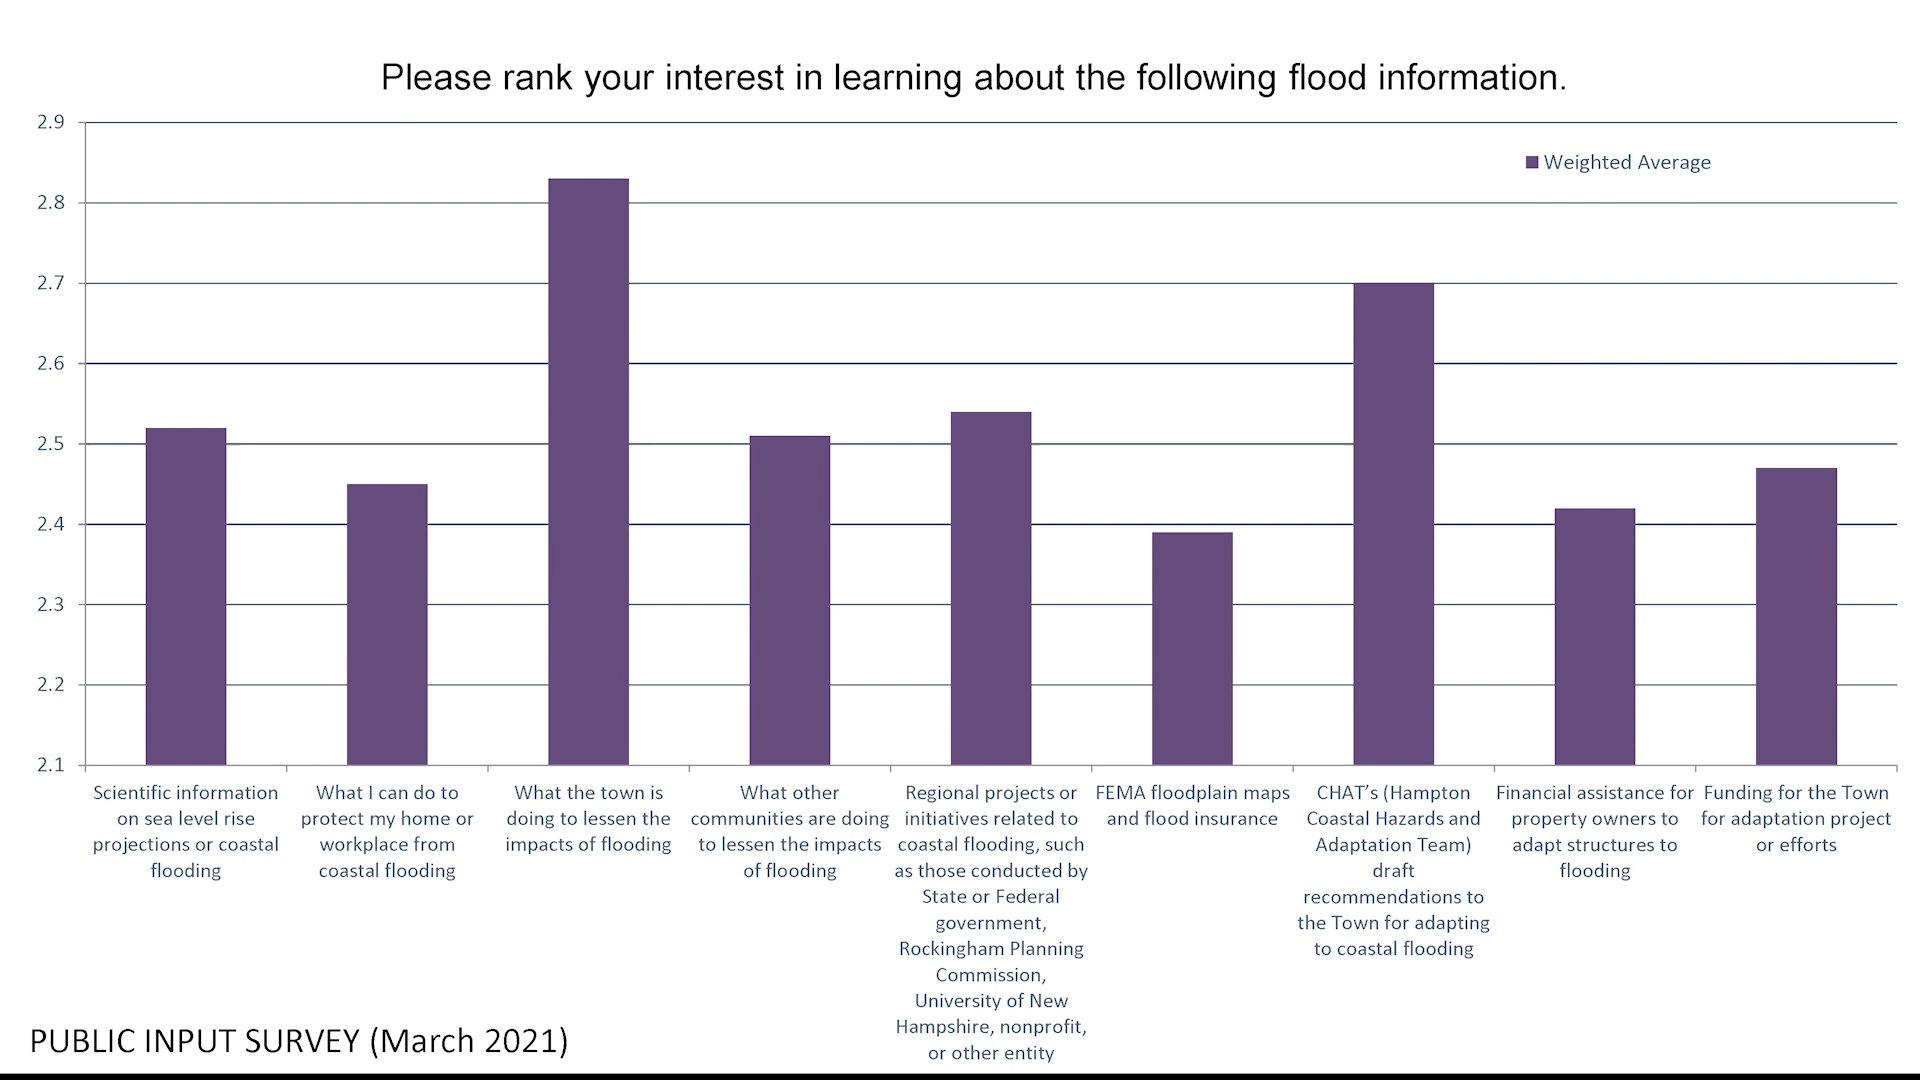 Please rank your interest in learning about the following flood information.
2.9
2.8
2.7
2.6
2.5
2.4
2.3
2.2
2.1
Weighted Average
Scientific information
on sea level rise
projections or coastal
flooding
What I can do to
protect my home or
workplace from
coastal flooding
What the town is
doing to lessen the
impacts of flooding
What other
communities are doing
to lessen the impacts
of flooding
Regional projects or
initiatives related to
coastal flooding, such
as those conducted by
State or Federal
government,
Rockingham Planning
Commission,
University of New
Hampshire, nonprofit,
or other entity
FEMA floodplain maps
and flood insurance
CHAT’s (Hampton
Coastal Hazards and
Adaptation Team)
draft
recommendations to
the Town for adapting
to coastal flooding
Financial assistance for
property owners to
adapt structures to
flooding
Funding for the Town
for adaptation project
or efforts
PUBLIC INPUT SURVEY (March 2021)